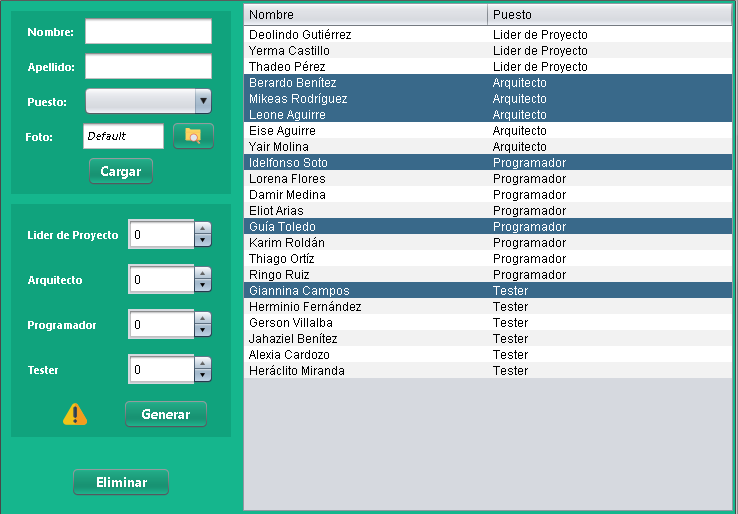 Nombre:
Apellido:
Puesto:
Foto: Default
Cargar
Lider de Proyecto 0
Arquitecto 0
Programador 0
Tester 0
Generar
Eliminar
Nombre Puesto
Deolindo Gutiérrez Lider de Proyecto
Yerma Castillo Lider de Proyecto
Thadeo Pérez Lider de Proyecto
Berardo Benítez Arquitecto
Mikeas Rodríguez Arquitecto
Leone Aguirre Arquitecto
Eise Aguirre Arquitecto
Yair Molina Arquitecto
Idelfonso Soto Programador
Lorena Flores Programador
Damir Medina Programador
Eliot Arias Programador
Guía Toledo Programador
Karim Roldán Programador
Thiago Ortíz Programador
Ringo Ruiz Programador
Giannina Campos Tester
Herminio Fernández Tester
Gerson Villalba Tester
Jahaziel Benítez Tester
Alexia Cardozo Tester
Heráclito Miranda Tester